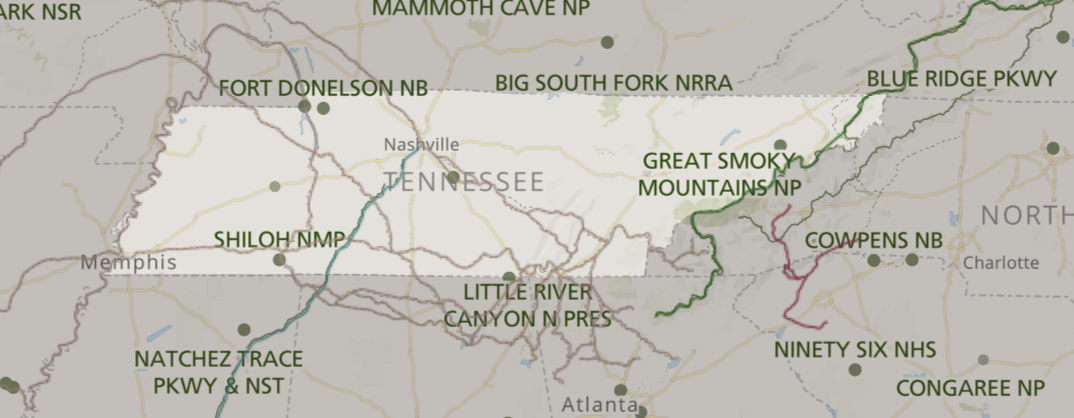 ARK NSR
MAMMOTH CAVE NP
FORT DONELSON NB
BIG SOUTH FORK NRRA
BLUE RIDGE PKWY
Nashville
TENNESSEE
GREAT SMOKY
MOUNTAINS NP
NORTH
SHILOH NMP
COWPENS NB
Memphis
Charlotte
LITTLE RIVER
CANYON N PRES
NATCHEZ TRACE
PKWY & NST
NINETY SIX NHS
CONGAREE NP
Atlanta